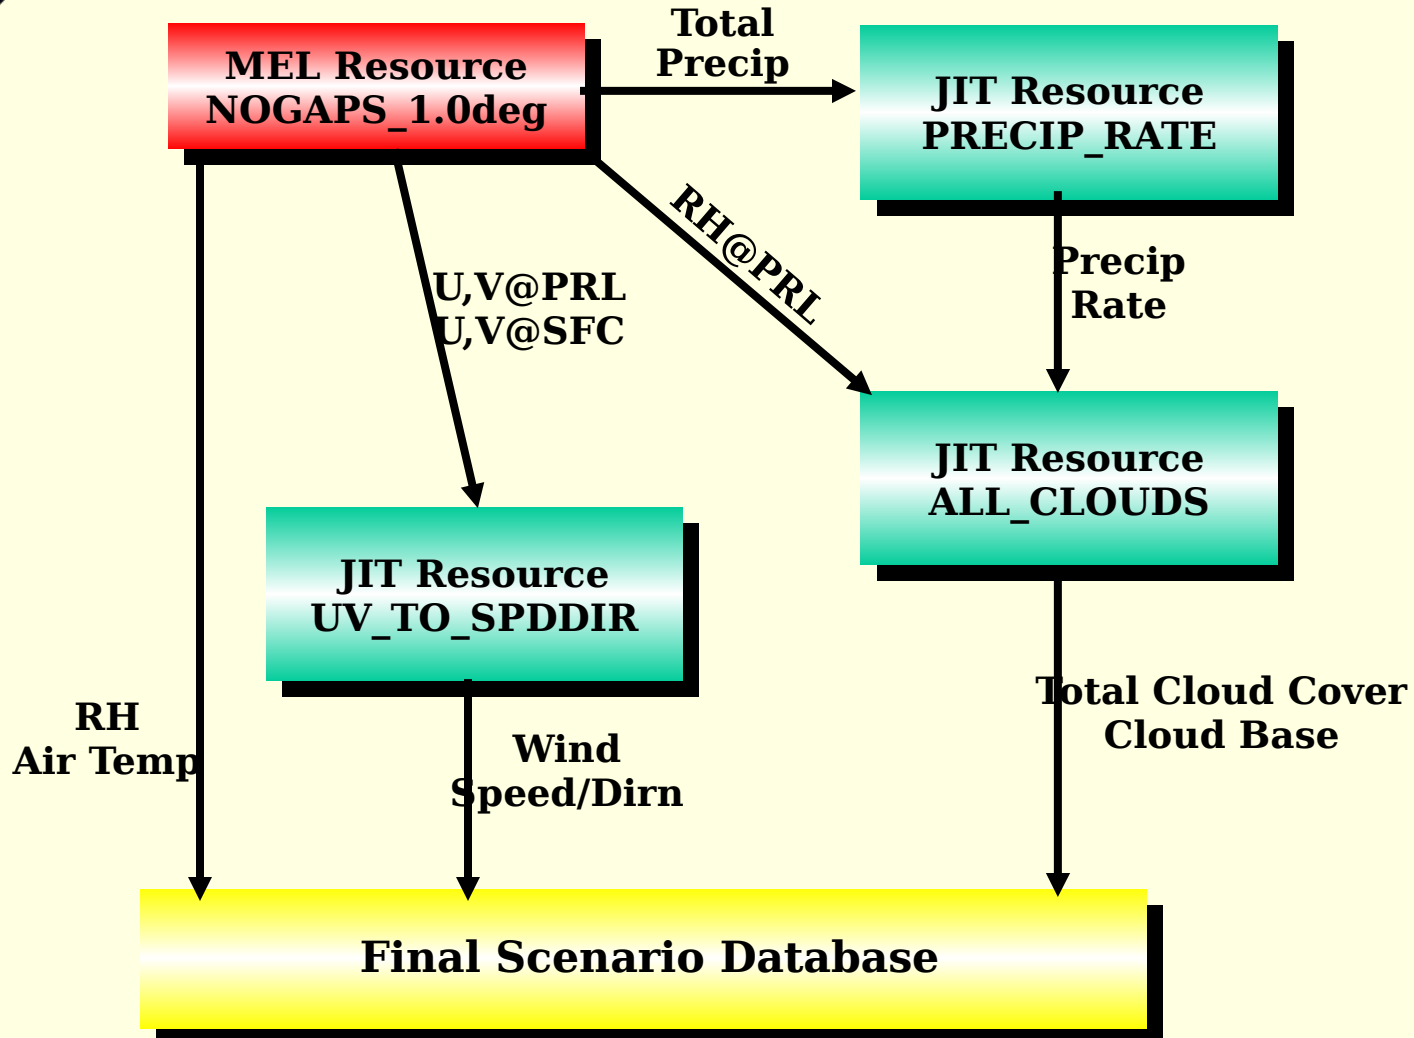 Total
Precip
MEL Resource
NOGAPS_1.0deg
JIT Resource
PRECIP_RATE
RH@PRL
Precip
Rate
U,V@PRL
U,V@SFC
JIT Resource
ALL_CLOUDS
JIT Resource
UV_TO_SPDDIR
Total Cloud Cover
Cloud Base
RH
Air Temp
Wind
Speed/Dirn
Final Scenario Database